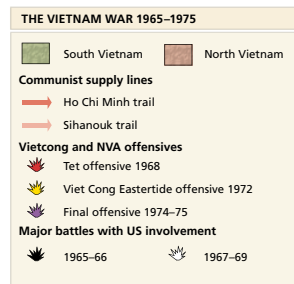 THE VIETNAM WAR 1965–1975
South Vietnam North Vietnam
Communist supply lines
Ho Chi Minh trail
Sihanouk trail
Vietcong and NVA offensives
Tet offensive 1968
Viet Cong Eastertide offensive 1972
Final offensive 1974–75
Major battles with US involvement
1965–66 1967–69